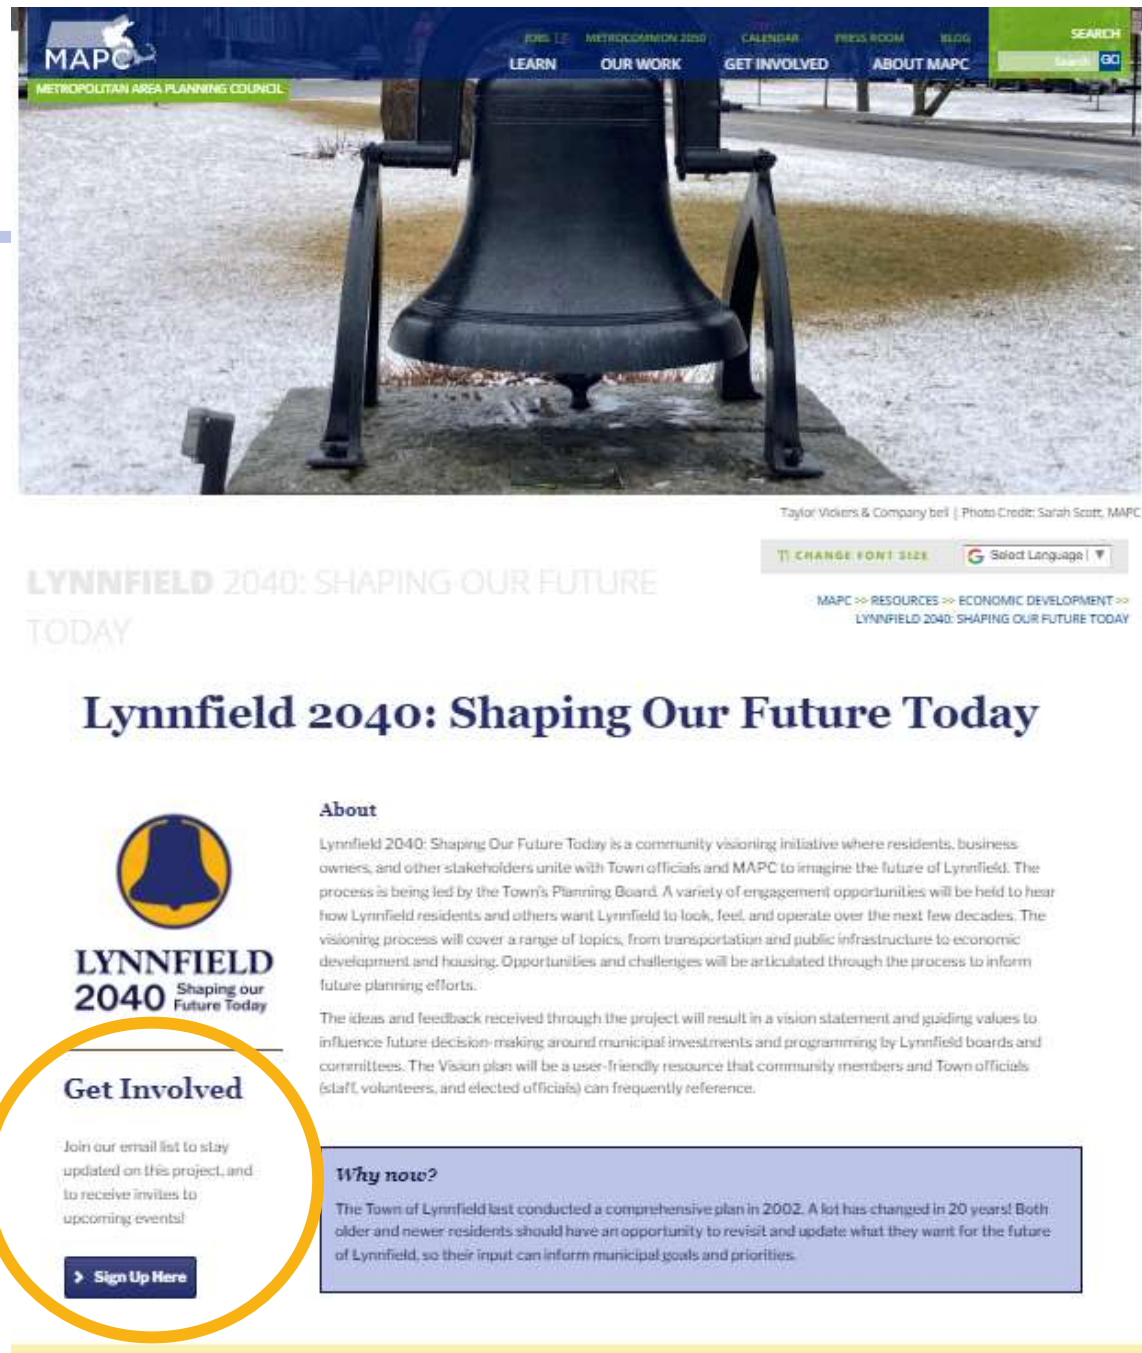 MAPC
METROPOLITAN AREA PLANNING COUNCIL
JOBS METROCOMMON 2050 CALENDAR PRESS ROOM BLOG
LEARN OUR WORK GET INVOLVED ABOUT MAPC
SEARCH
Search GO
Taylor Vickers & Company bell | Photo Credit: Sarah Scott, MAPC
CHANGE FONT SIZE
G Select Language ▼
LYNNFIELD 2040: SHAPING OUR FUTURE
TODAY
MAPC >> RESOURCES >> ECONOMIC DEVELOPMENT >>
LYNNFIELD 2040: SHAPING OUR FUTURE TODAY
Lynnfield 2040: Shaping Our Future Today
LYNNFIELD
2040 Shaping our
Future Today
Get Involved
Join our email list to stay
updated on this project, and
to receive invites to
upcoming events!
> Sign Up Here
About
Lynnfield 2040: Shaping Our Future Today is a community visioning initiative where residents, business
owners, and other stakeholders unite with Town officials and MAPC to imagine the future of Lynnfield. The
process is being led by the Town's Planning Board. A variety of engagement opportunities will be held to hear
how Lynnfield residents and others want Lynnfield to look, feel, and operate over the next few decades. The
visioning process will cover a range of topics, from transportation and public infrastructure to economic
development and housing. Opportunities and challenges will be articulated through the process to inform
future planning efforts.
The ideas and feedback received through the project will result in a vision statement and guiding values to
influence future decision-making around municipal investments and programming by Lynnfield boards and
committees. The Vision plan will be a user-friendly resource that community members and Town officials
(staff, volunteers, and elected officials) can frequently reference.
Why now?
The Town of Lynnfield last conducted a comprehensive plan in 2002. A lot has changed in 20 years! Both
older and newer residents should have an opportunity to revisit and update what they want for the future
of Lynnfield, so their input can inform municipal goals and priorities.